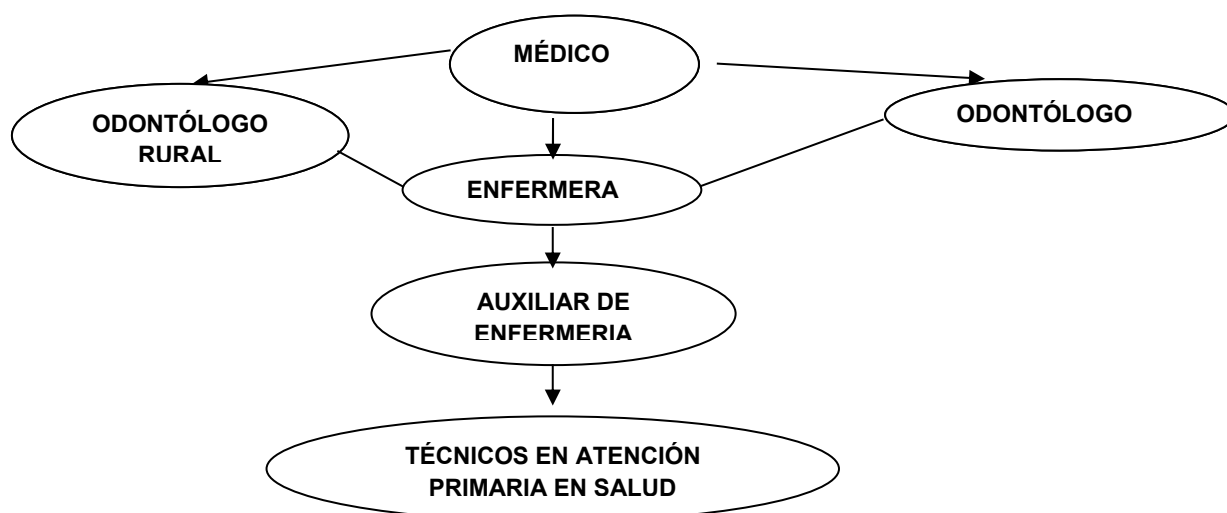 MÉDICO
ODONTÓLOGO
RURAL
ODONTÓLOGO
ENFERMERA
AUXILIAR DE
ENFERMERIA
TÉCNICOS EN ATENCIÓN
PRIMARIA EN SALUD